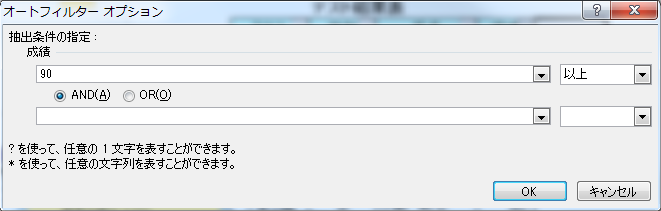 オートフィルター オプション
抽出条件の指定:
成績
90 以上
AND(A) OR(O)
? を使って、任意の 1 文字を表すことができます。
* を使って、任意の文字列を表すことができます。
OK キャンセル